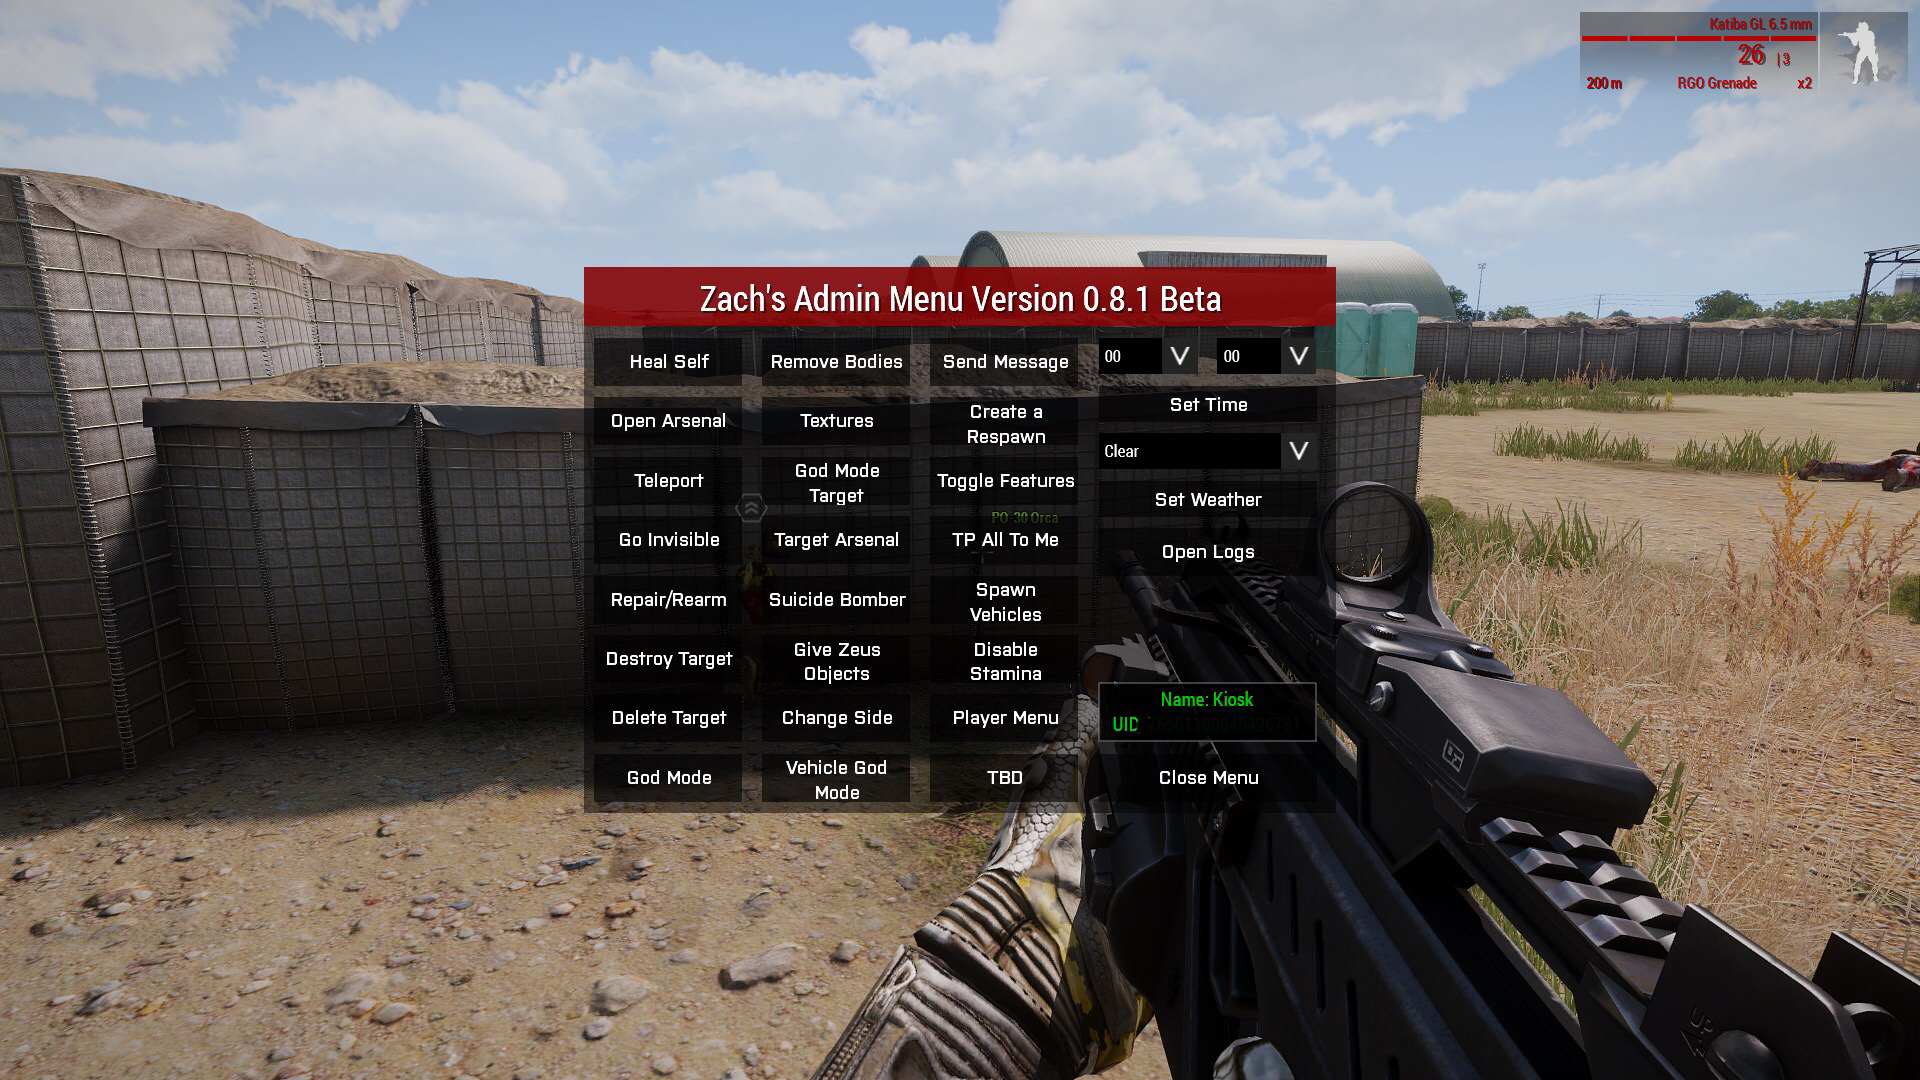 Katiba GL 6.5 mm
26 | 3
200 m RGO Grenade x2
Zach's Admin Menu Version 0.8.1 Beta
Heal Self
Remove Bodies
Send Message
00
00
Open Arsenal
Textures
Create a
Respawn
Set Time
Teleport
God Mode
Target
Toggle Features
Clear
Set Weather
PO-30 Orca
Go Invisible
Target Arsenal
TP All To Me
Open Logs
Repair/Rearm
Suicide Bomber
Spawn
Vehicles
Destroy Target
Give Zeus
Objects
Disable
Stamina
Delete Target
Change Side
Player Menu
Name: Kiosk
UID
God Mode
Vehicle God
Mode
TBD
Close Menu
UP